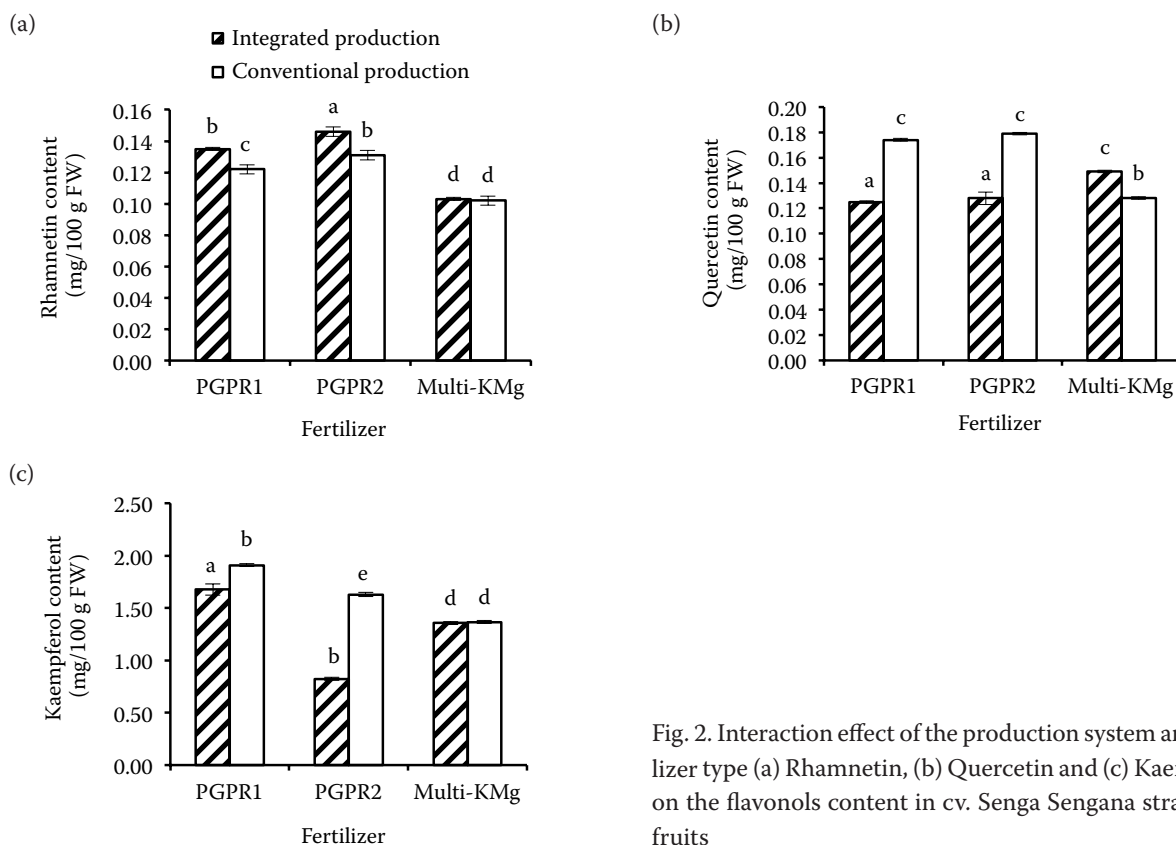 (a)
Integrated production
Conventional production
Rhamnetin content
(mg/100 g FW)
0.16
0.14
0.12
0.10
0.08
0.06
0.04
0.02
0.00
b
c
a
b
d
d
PGPR1 PGPR2 Multi-KMg
Fertilizer
(b)
Quercetin content
(mg/100 g FW)
0.20
0.18
0.16
0.14
0.12
0.10
0.08
0.06
0.04
0.02
0.00
a
c
a
c
c
b
PGPR1 PGPR2 Multi-KMg
Fertilizer
(c)
Kaempferol content
(mg/100 g FW)
2.50
2.00
1.50
1.00
0.50
0.00
a
b
b
e
d
d
PGPR1 PGPR2 Multi-KMg
Fertilizer
Fig. 2. Interaction effect of the production system
lizer type (a) Rhamnetin, (b) Quercetin and (c)
on the flavonols content in cv. Senga Sengana
fruits